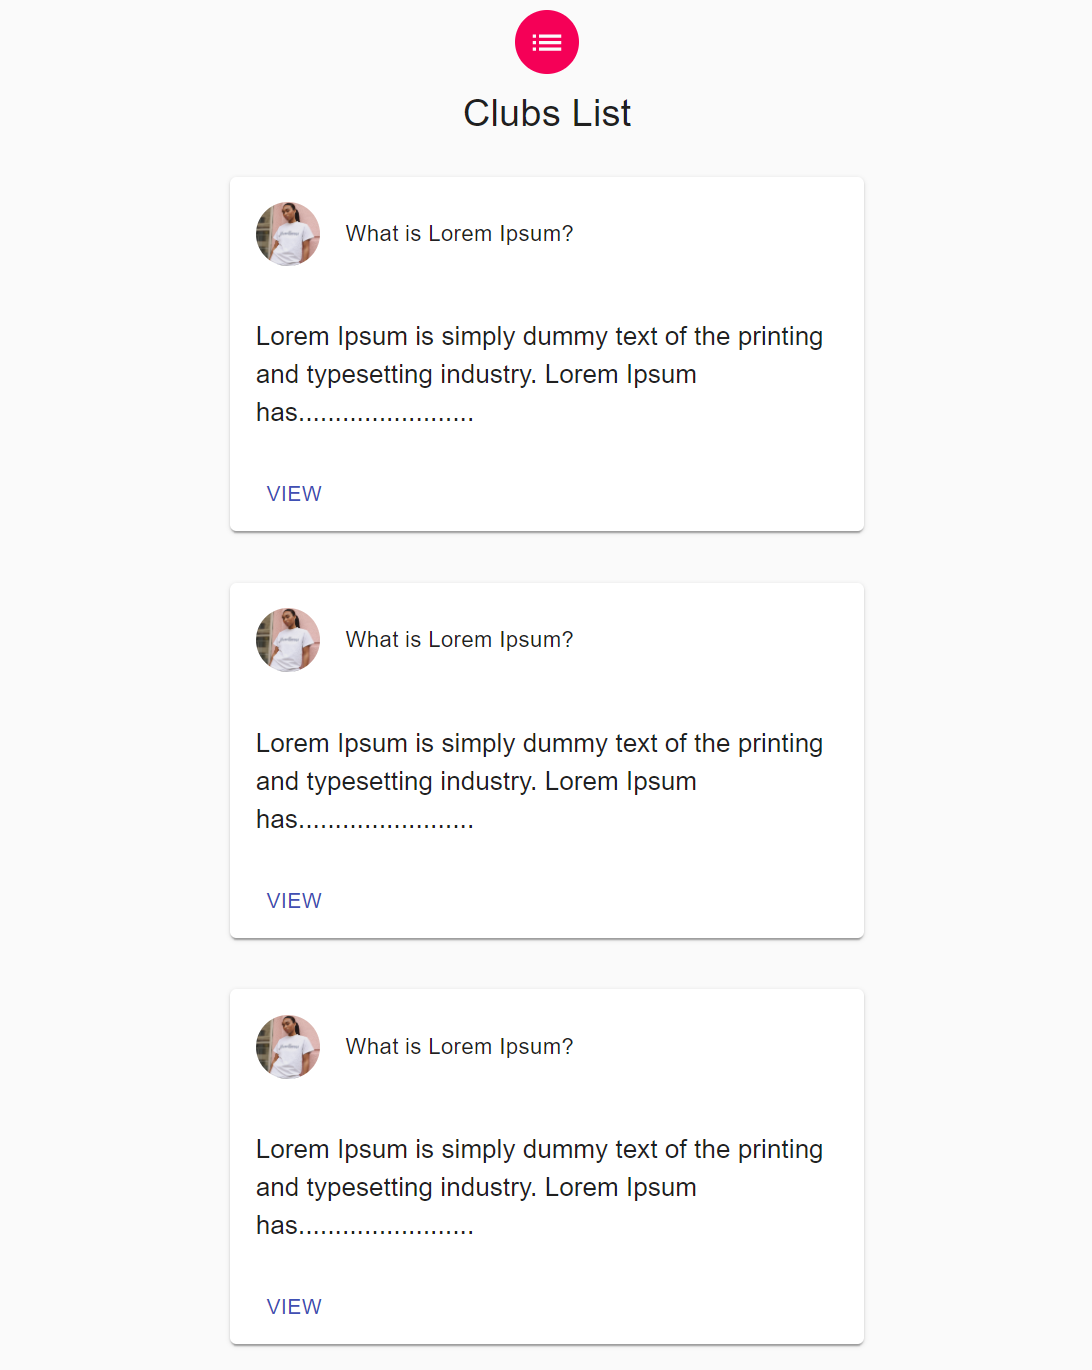 Clubs List
What is Lorem Ipsum?
Lorem Ipsum is simply dummy text of the printing
and typesetting industry. Lorem Ipsum
has........................
VIEW
What is Lorem Ipsum?
Lorem Ipsum is simply dummy text of the printing
and typesetting industry. Lorem Ipsum
has........................
VIEW
What is Lorem Ipsum?
Lorem Ipsum is simply dummy text of the printing
and typesetting industry. Lorem Ipsum
has........................
VIEW